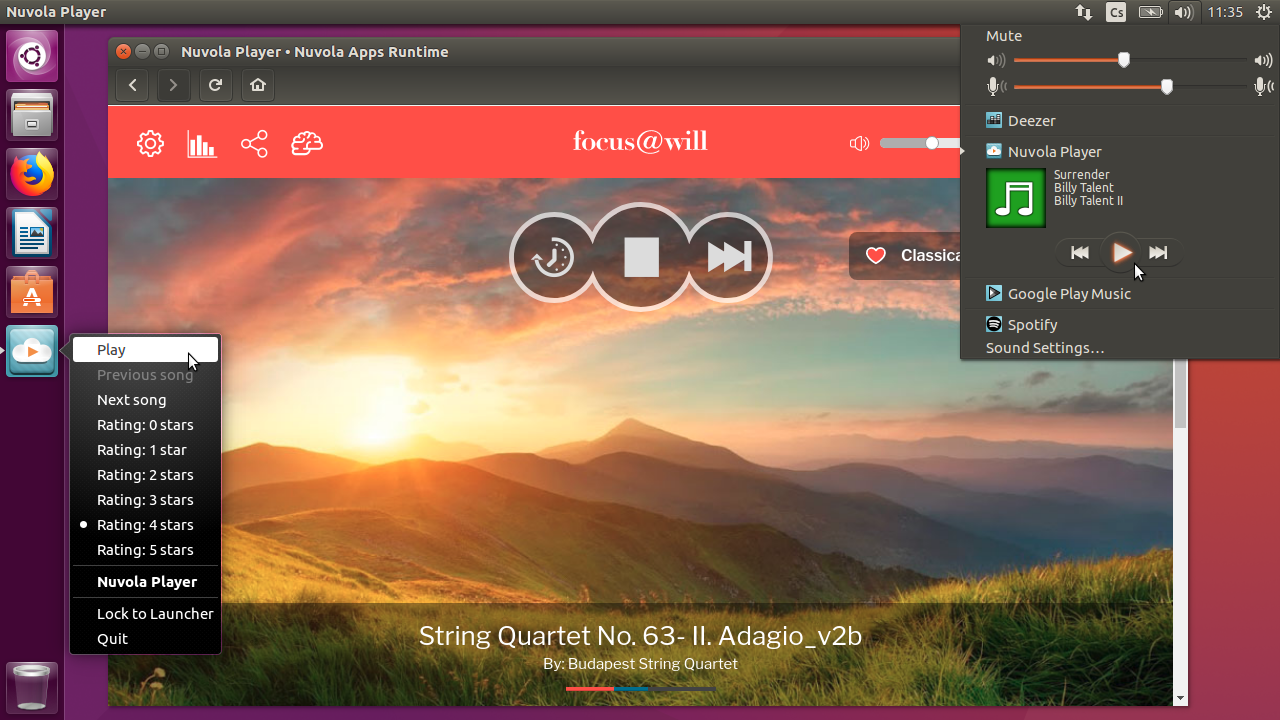 Nuvola Player
Cs
11:35
Nuvola Player • Nuvola Apps Runtime
focus@will
Classica
Mute
Deezer
Nuvola Player
Surrender
Billy Talent
Billy Talent II
Google Play Music
Spotify
Sound Settings…
Play
Previous song
Next song
Rating: 0 stars
Rating: 1 star
Rating: 2 stars
Rating: 3 stars
Rating: 4 stars
Rating: 5 stars
Nuvola Player
Lock to Launcher
Quit
String Quartet No. 63- II. Adagio_v2b
By: Budapest String Quartet